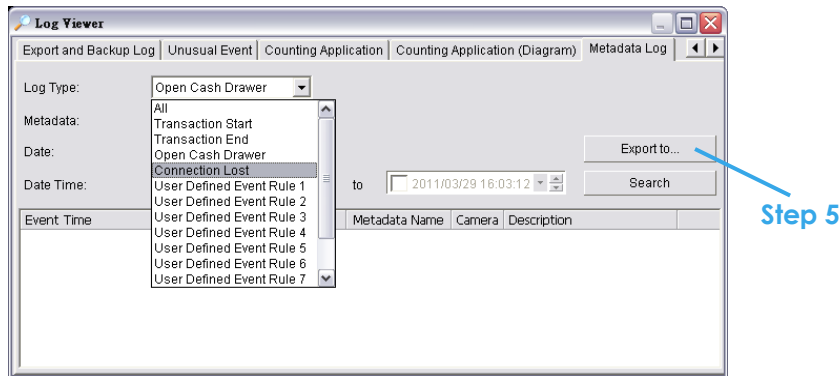 Log Viewer
Export and Backup Log Unusual Event Counting Application Counting Application (Diagram) Metadata Log
Log Type: Open Cash Drawer
All
Metadata: Transaction Start
Transaction End
Date: Open Cash Drawer Export to...
Connection Lost
Date Time: User Defined Event Rule 1 to 2011/03/29 16:03:12 Search
User Defined Event Rule 2
Event Time User Defined Event Rule 3 Metadata Name Camera Description Step 5
User Defined Event Rule 4
User Defined Event Rule 5
User Defined Event Rule 6
User Defined Event Rule 7